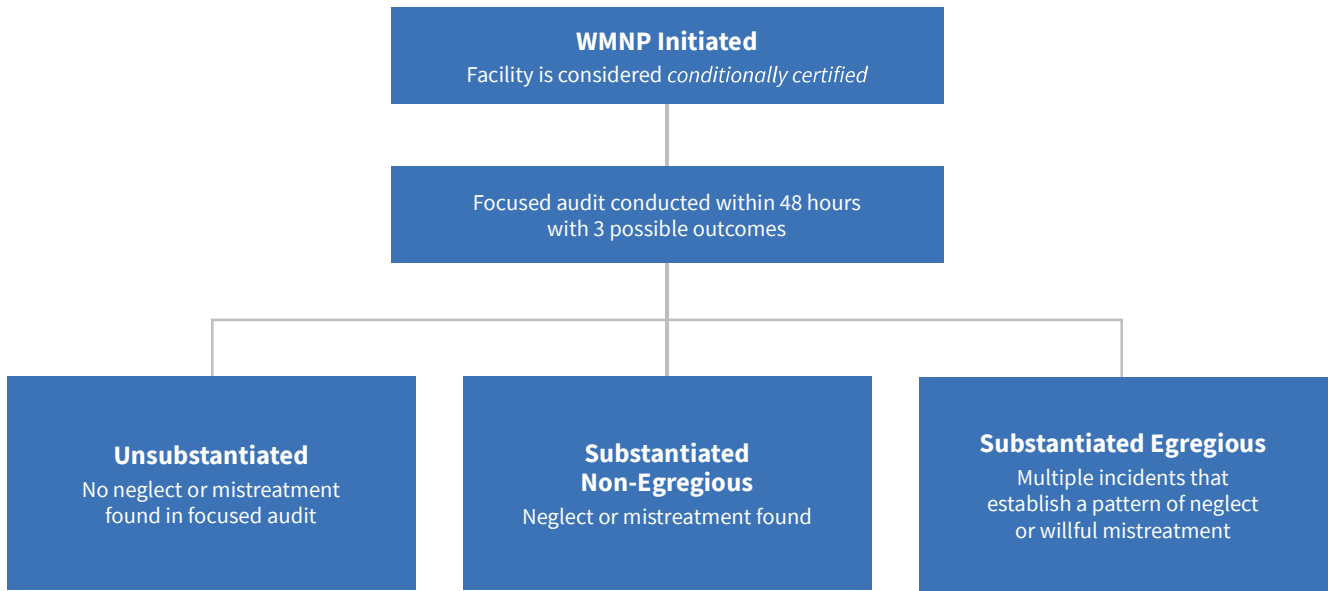 WMNP Initiated
Facility is considered conditionally certified
Focused audit conducted within 48 hours
with 3 possible outcomes
Unsubstantiated
No neglect or mistreatment
found in focused audit
Substantiated
Non-Egregious
Neglect or mistreatment found
Substantiated Egregious
Multiple incidents that
establish a pattern of neglect
or willful mistreatment